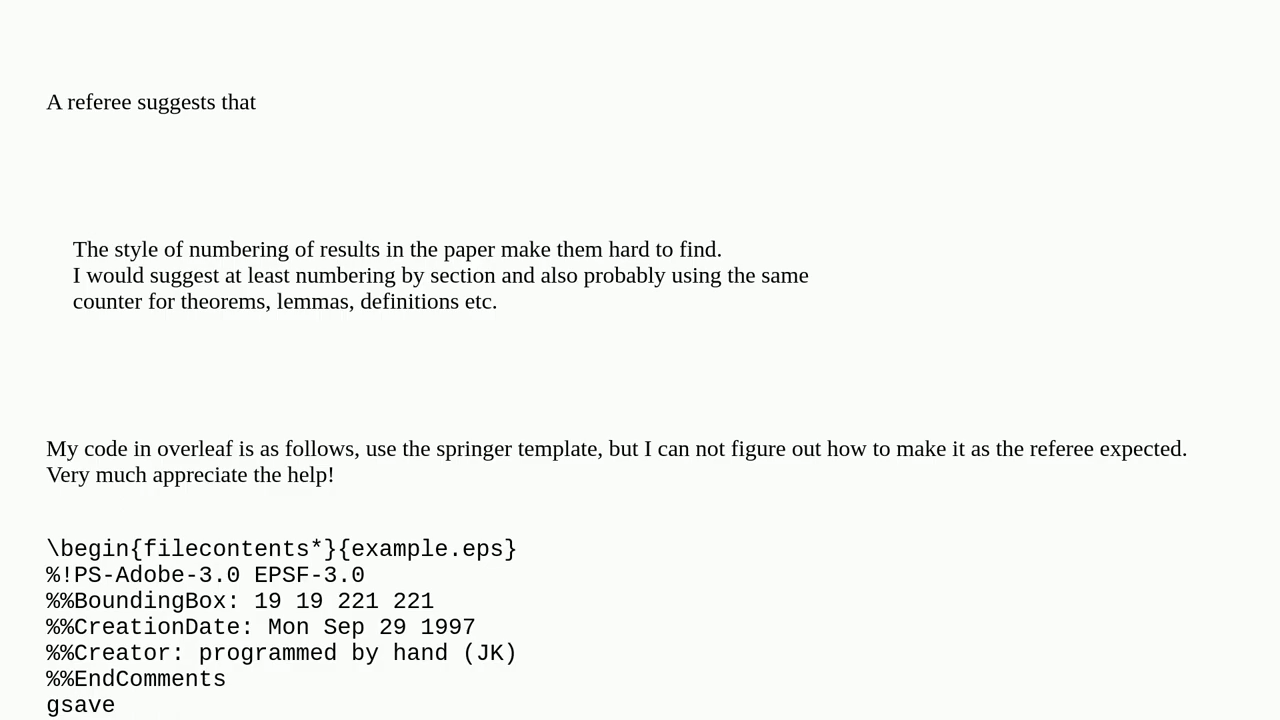 A referee suggests that
The style of numbering of results in the paper make them hard to find.
I would suggest at least numbering by section and also probably using the same
counter for theorems, lemmas, definitions etc.
My code in overleaf is as follows, use the springer template, but I can not figure out how to make it as the referee expected.
Very much appreciate the help!
\begin{filecontents*}{example.eps}
%!PS-Adobe-3.0 EPSF-3.0
%%BoundingBox: 19 19 221 221
%%CreationDate: Mon Sep 29 1997
%%Creator: programmed by hand (JK)
%%EndComments
gsave